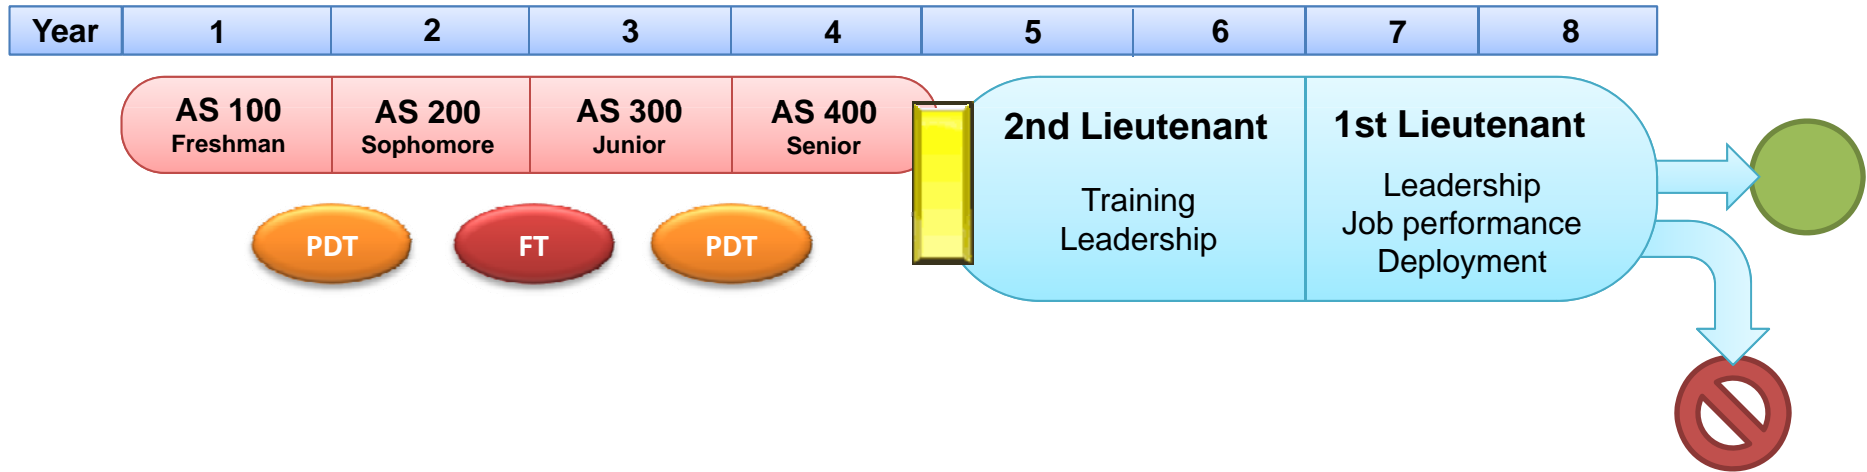 Year 1 2 3 4 5 6 7 8
AS 100 AS 200 AS 300 AS 400
Freshman Sophomore Junior Senior
2nd Lieutenant
Training
Leadership
1st Lieutenant
Leadership
Job performance
Deployment
PDT FT PDT